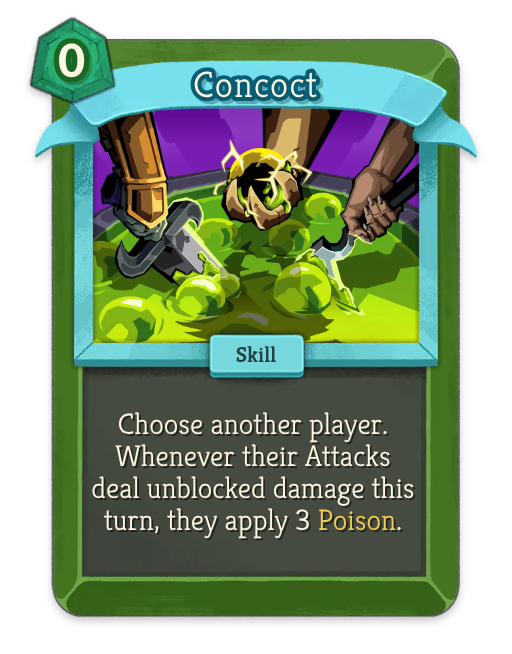 0
Concoct
Skill
Choose another player.
Whenever their Attacks
deal unblocked damage this
turn, they apply 3 Poison.